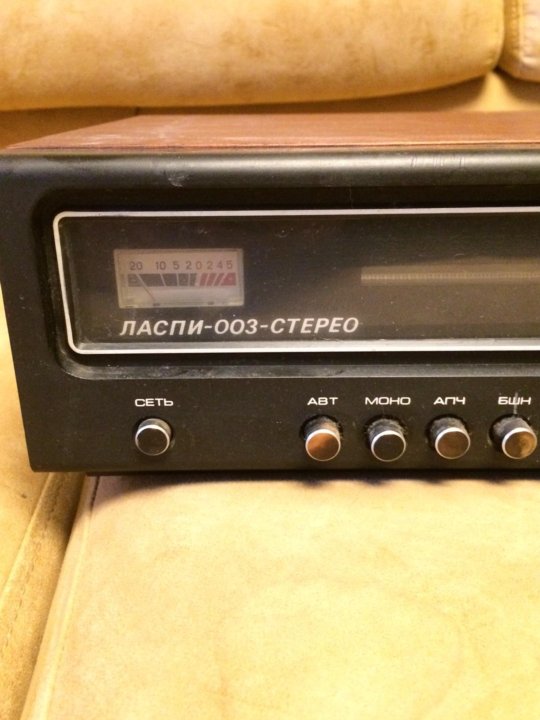 20 10 5 2 0 2 4 5
ЛАСПИ-003-СТЕРЕО
СЕТЬ АВТ МОНО АПЧ БШН